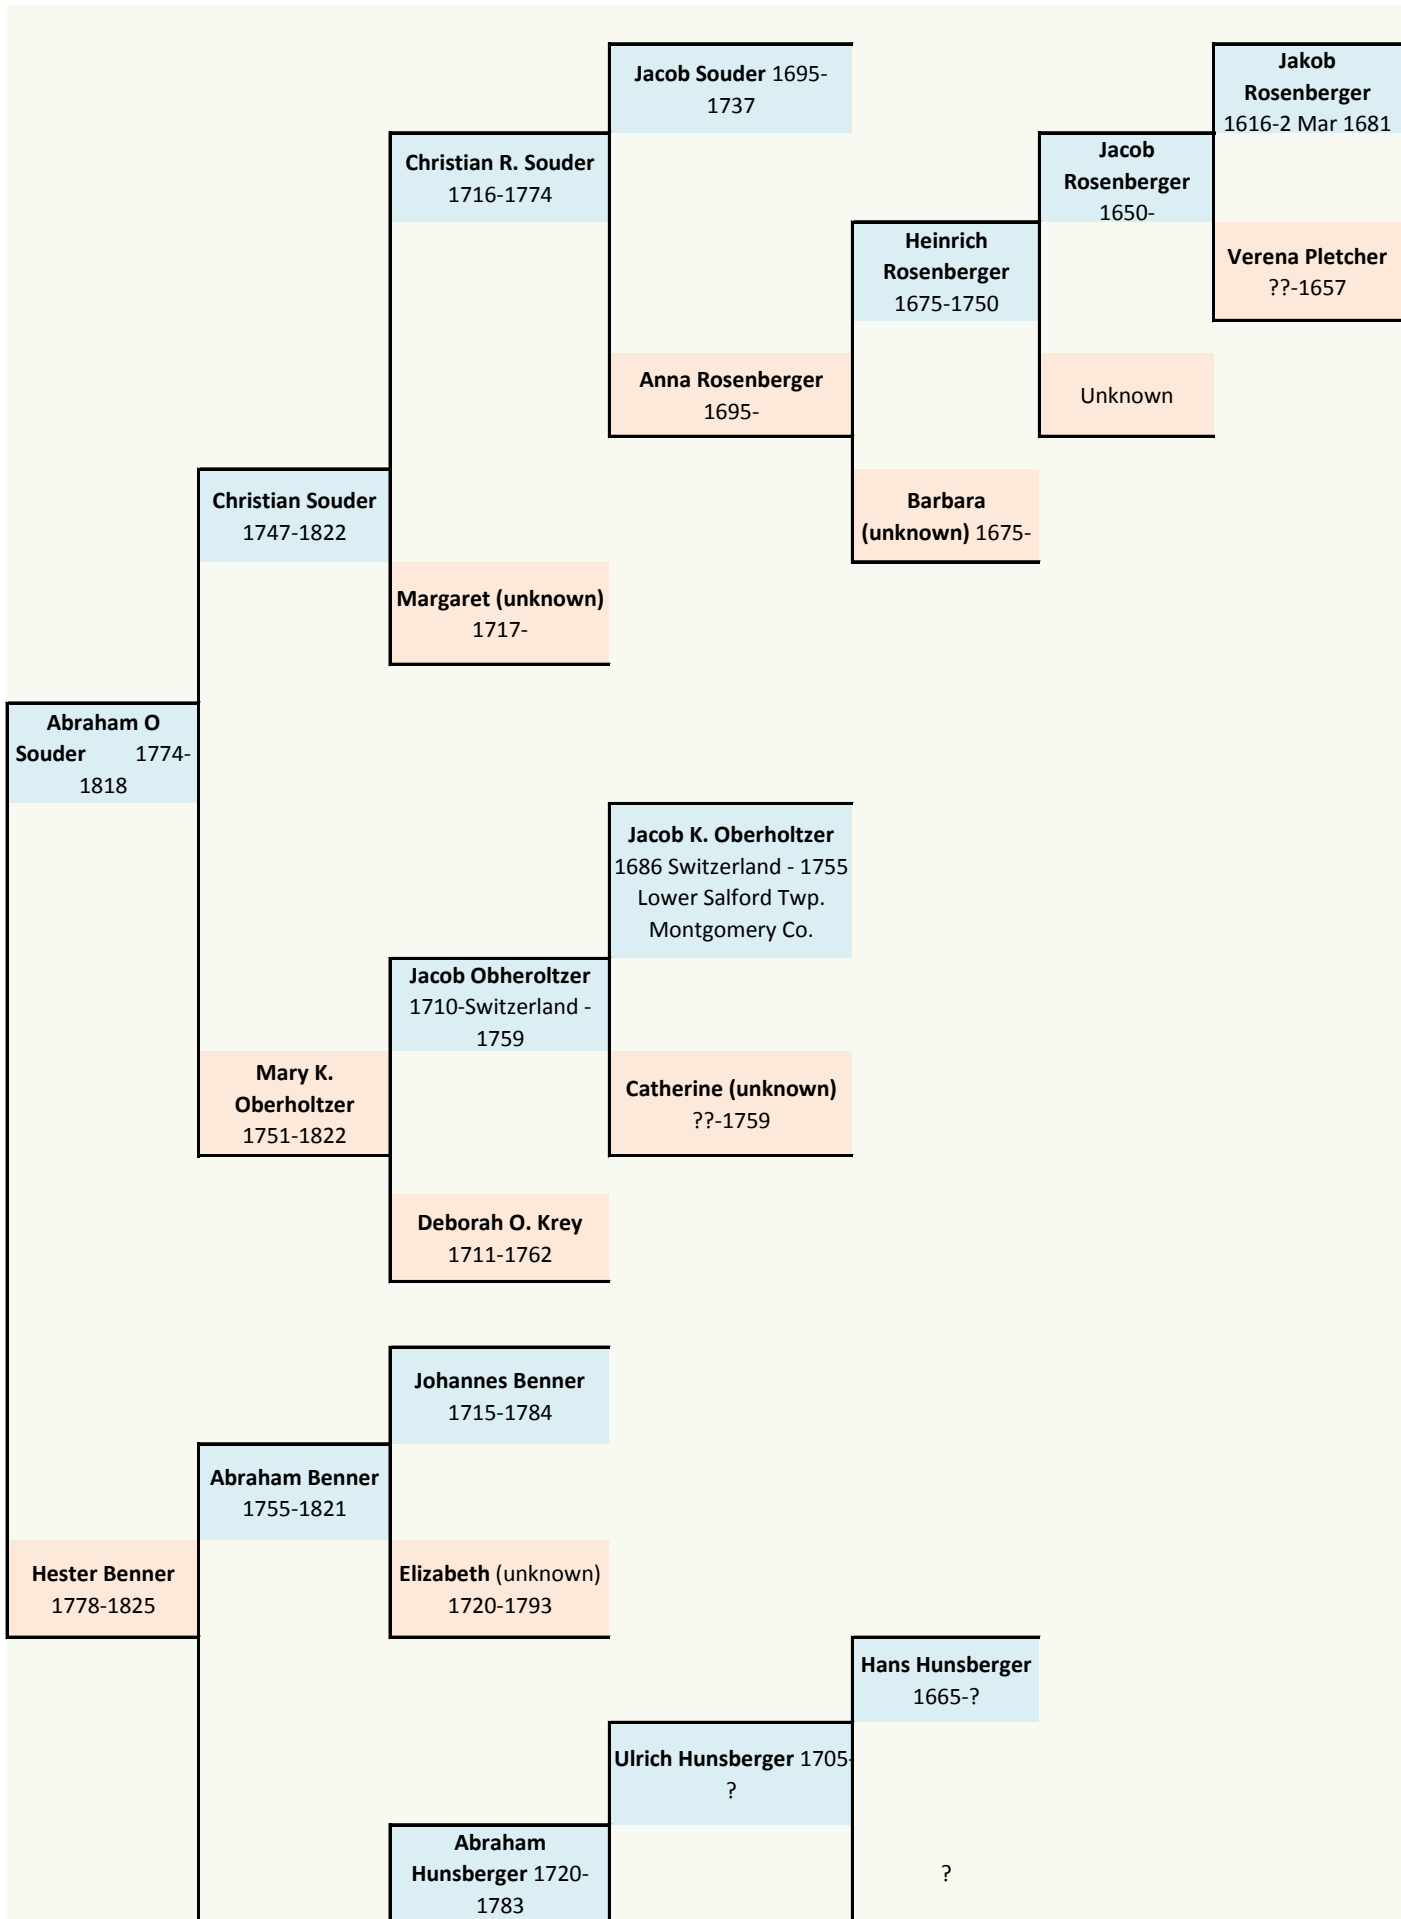 Jacob Souder 1695-
1737
Jakob
Rosenberger
1616-2 Mar 1681
Christian R. Souder
1716-1774
Jacob
Rosenberger
1650-
Heinrich
Rosenberger
1675-1750
Verena Pletcher
??-1657
Anna Rosenberger
1695-
Unknown
Christian Souder
1747-1822
Barbara
(unknown) 1675-
Margaret (unknown)
1717-
Abraham O
Souder 1774-
1818
Jacob K. Oberholtzer
1686 Switzerland - 1755
Lower Salford Twp.
Montgomery Co.
Jacob Obheroltzer
1710-Switzerland -
1759
Mary K.
Oberholtzer
1751-1822
Catherine (unknown)
??-1759
Deborah O. Krey
1711-1762
Johannes Benner
1715-1784
Abraham Benner
1755-1821
Hester Benner
1778-1825
Elizabeth (unknown)
1720-1793
Hans Hunsberger
1665-?
Ulrich Hunsberger 1705-
?
Abraham
Hunsberger 1720-
1783
?